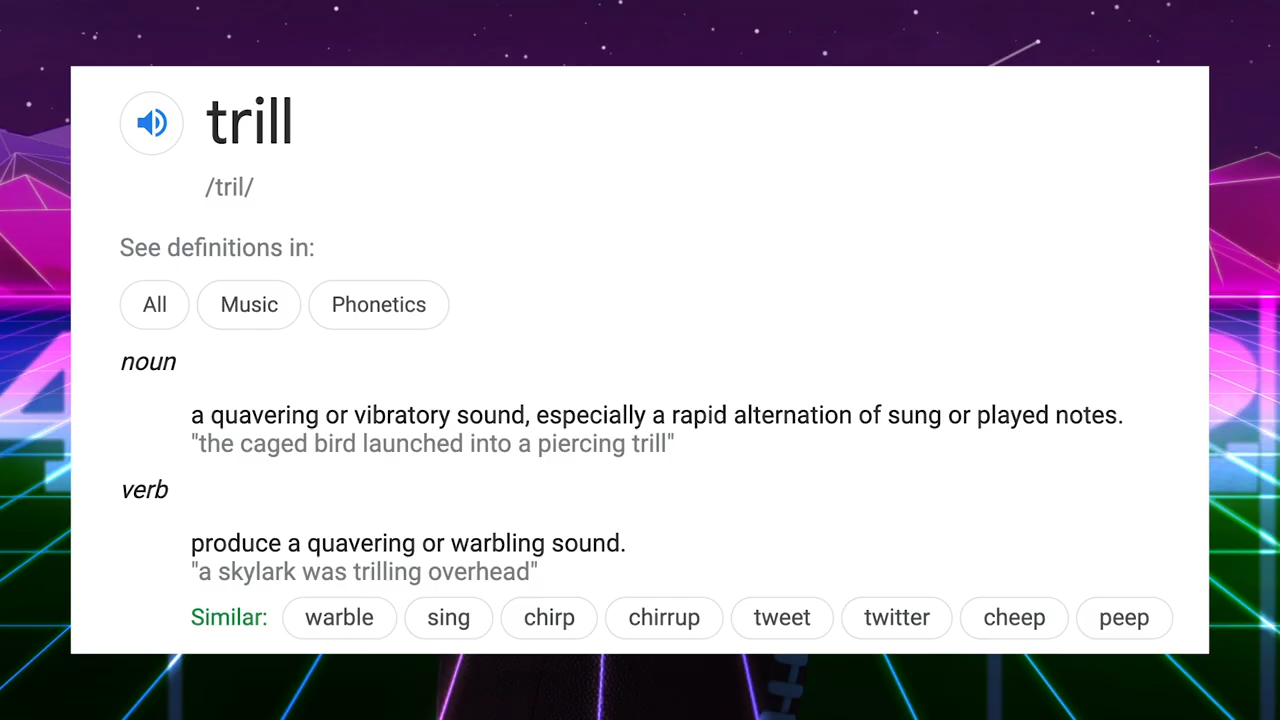 trill
/tril/
See definitions in:
All Music Phonetics
noun
a quavering or vibratory sound, especially a rapid alternation of sung or played notes.
"the caged bird launched into a piercing trill"
verb
produce a quavering or warbling sound.
"a skylark was trilling overhead"
Similar: warble sing chirp chirrup tweet twitter cheep peep